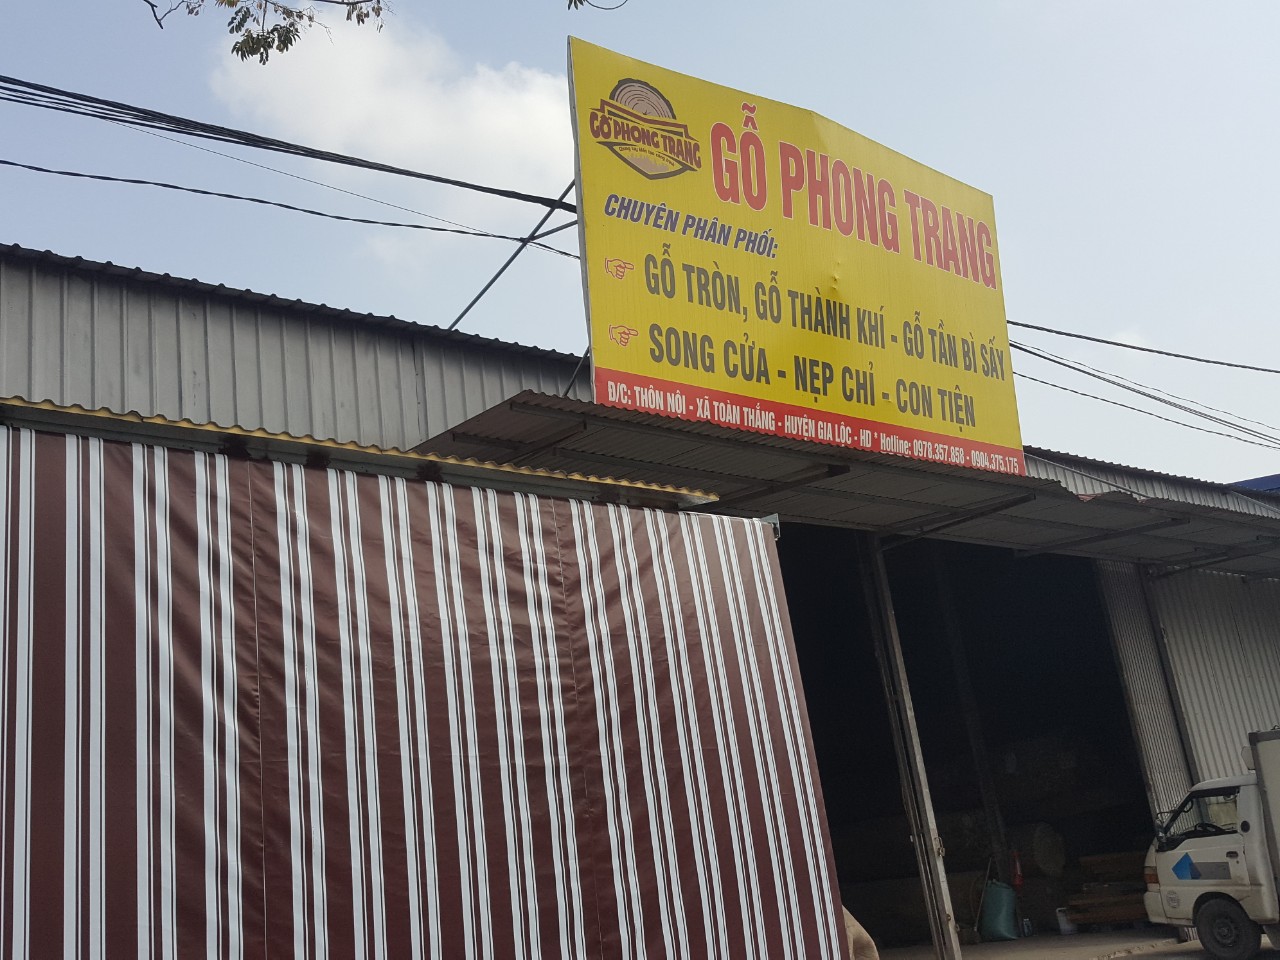 GỖ PHONG TRANG
GỖ PHONG TRANG
CHUYÊN PHÂN PHỐI:
GỖ TRÒN, GỖ THÀNH KHÍ - GỖ TẦN BÌ SẤY
SONG CỬA - NẸP CHỈ - CON TIỆN
Đ/C: THÔN NỘI - XÃ TOÀN THẮNG - HUYỆN GIA LỘC - HD * Hotline: 0978.357.858 - 0904.375.175